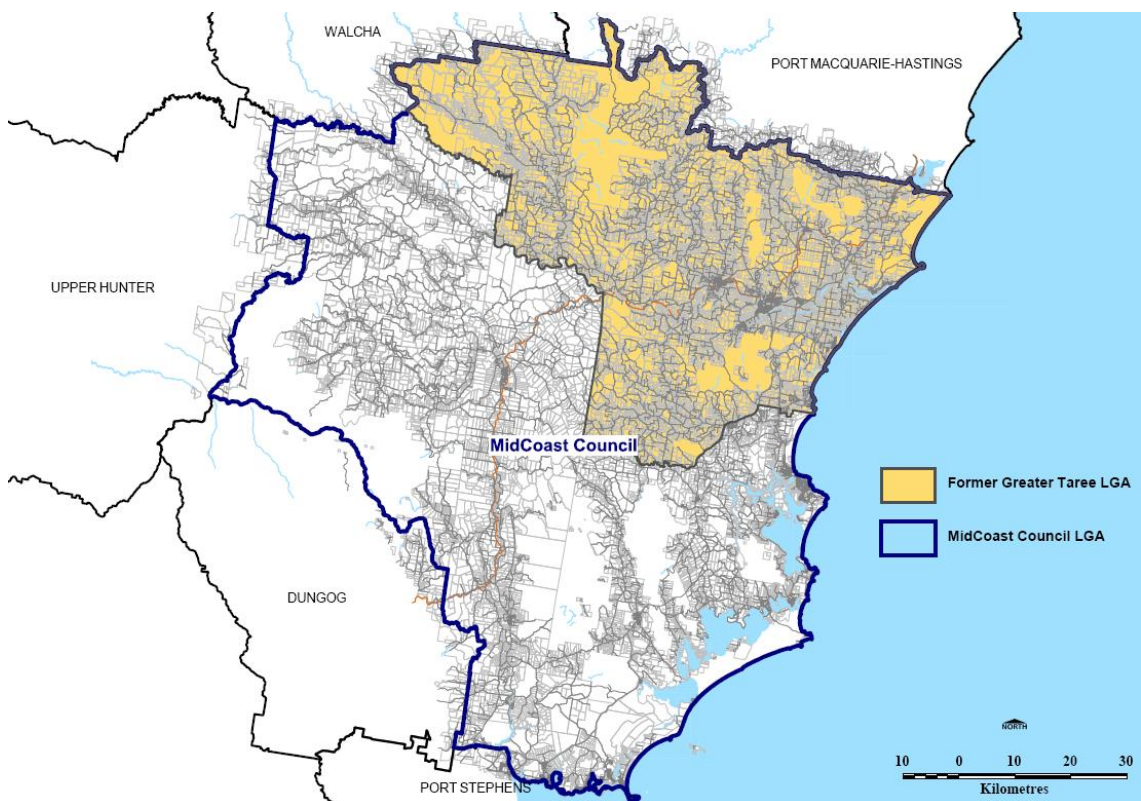 WALCHA
PORT MACQUARIE-HASTINGS
UPPER HUNTER
MidCoast Council
Former Greater Taree LGA
MidCoast Council LGA
DUNGOG
NORTH
10 0 10 20 30
Kilometres
PORT STEPHENS